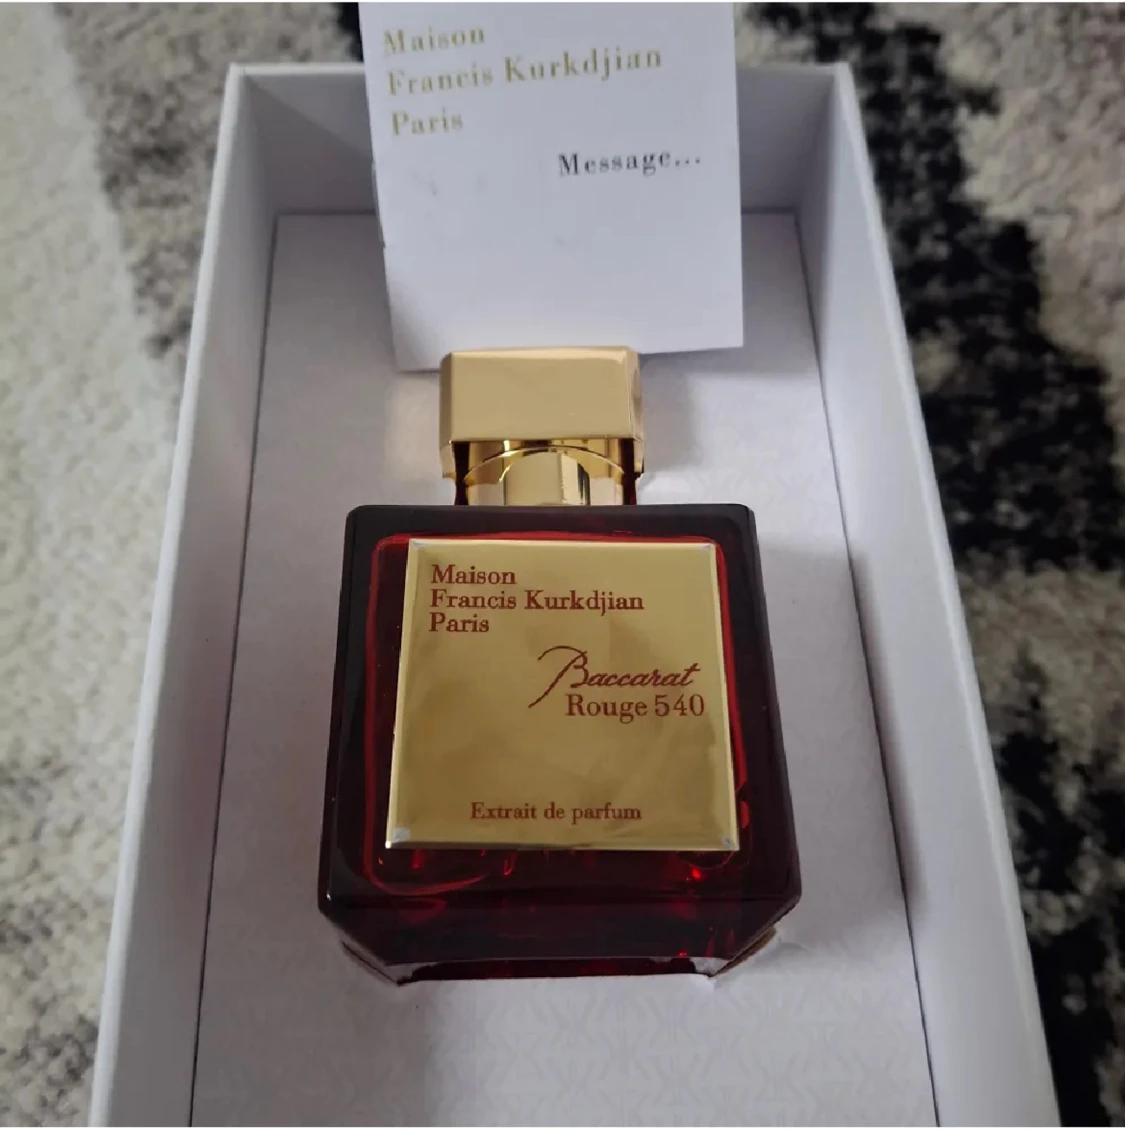 Maison
Francis Kurkdjian
Paris
Message...
Maison
Francis Kurkdjian
Paris
Baccarat
Rouge 540
Extrait de parfum